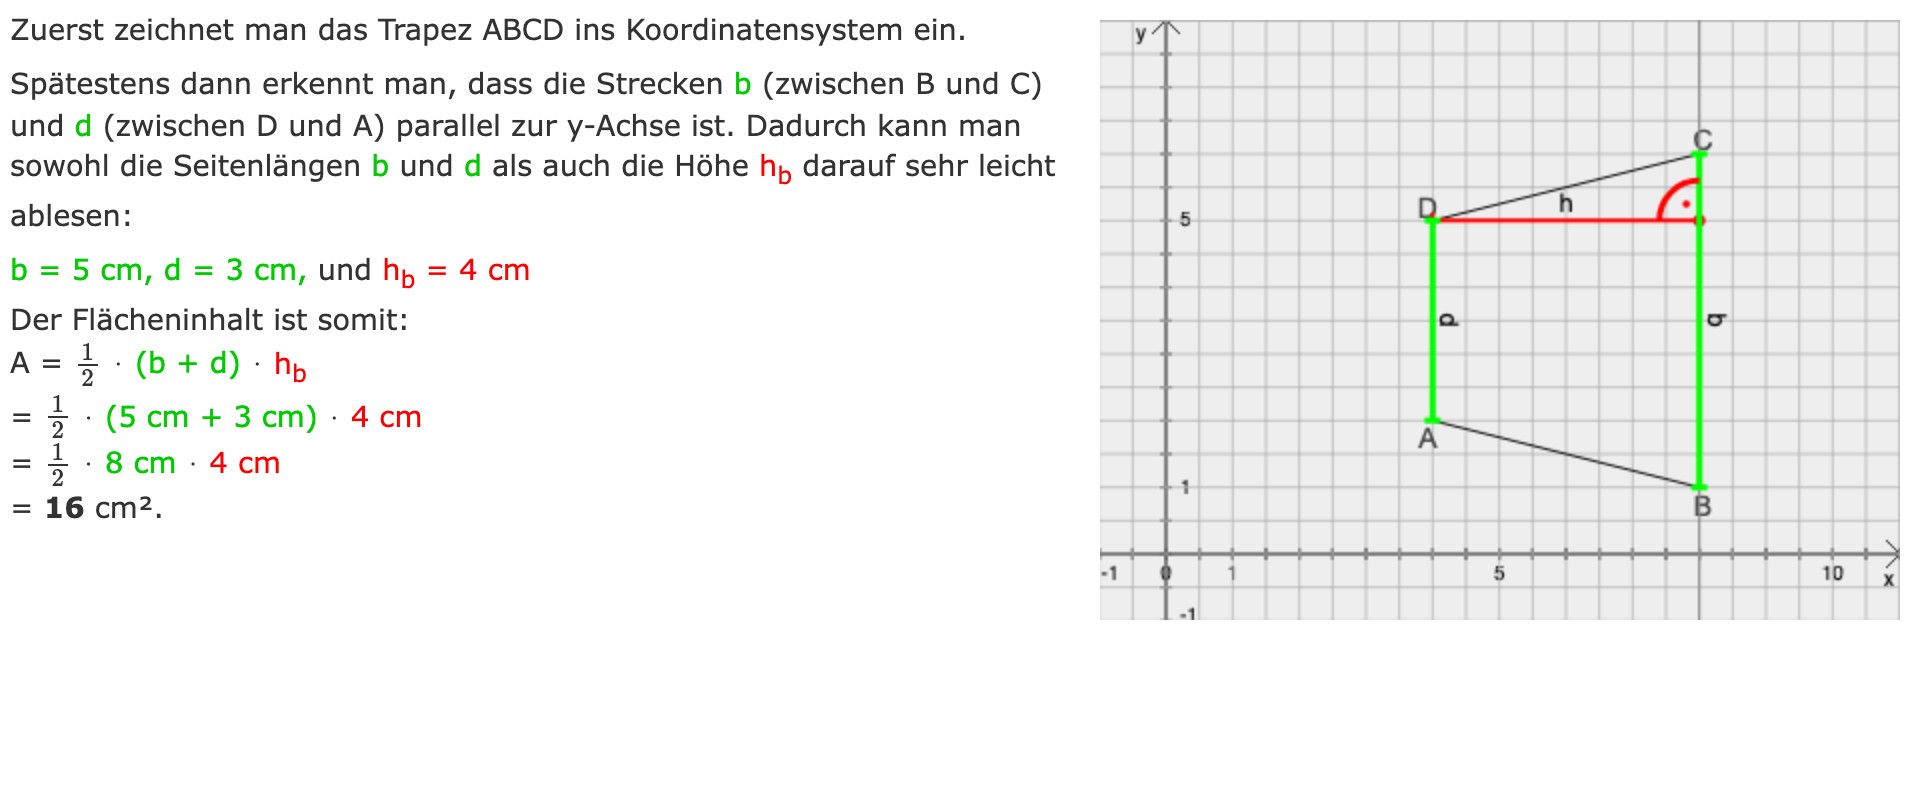 Zuerst zeichnet man das Trapez ABCD ins Koordinatensystem ein.
Spätestens dann erkennt man, dass die Strecken b (zwischen B und C)
und d (zwischen D und A) parallel zur y-Achse ist. Dadurch kann man
sowohl die Seitenlängen b und d als auch die Höhe h_b darauf sehr leicht
ablesen:
b = 5 cm, d = 3 cm, und h_b = 4 cm
Der Flächeninhalt ist somit:
A = 1/2 · (b + d) · h_b
= 1/2 · (5 cm + 3 cm) · 4 cm
= 1/2 · 8 cm · 4 cm
= 16 cm².
y
C
D
h
5
d
b
A
1
B
-1 0 1 5 10 x
-1